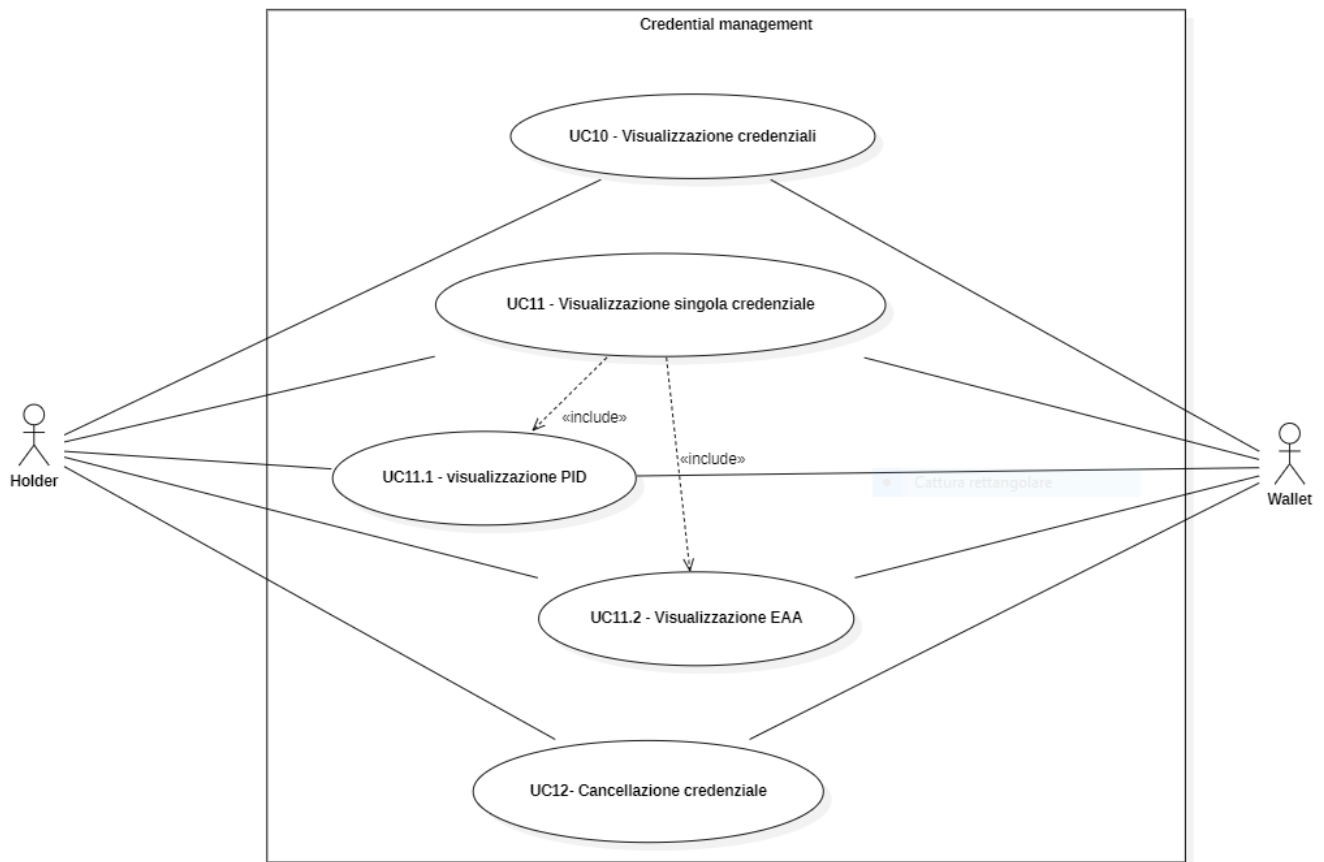 Credential management
UC10 - Visualizzazione credenziali
UC11 - Visualizzazione singola credenziale
«include»
«include»
UC11.1 - visualizzazione PID
Cattura rettangolare
Holder
Wallet
UC11.2 - Visualizzazione EAA
UC12- Cancellazione credenziale